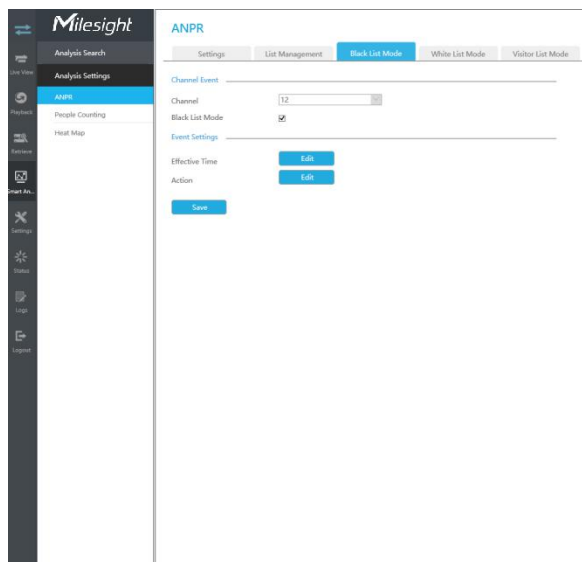 Milesight
Live View
Playback
Retrieve
Smart An...
Settings
Status
Logs
Logout
Analysis Search
Analysis Settings
ANPR
People Counting
Heat Map
ANPR
Settings
List Management
Black List Mode
White List Mode
Visitor List Mode
Channel Event
Channel
12
Black List Mode
Event Settings
Effective Time
Edit
Action
Edit
Save